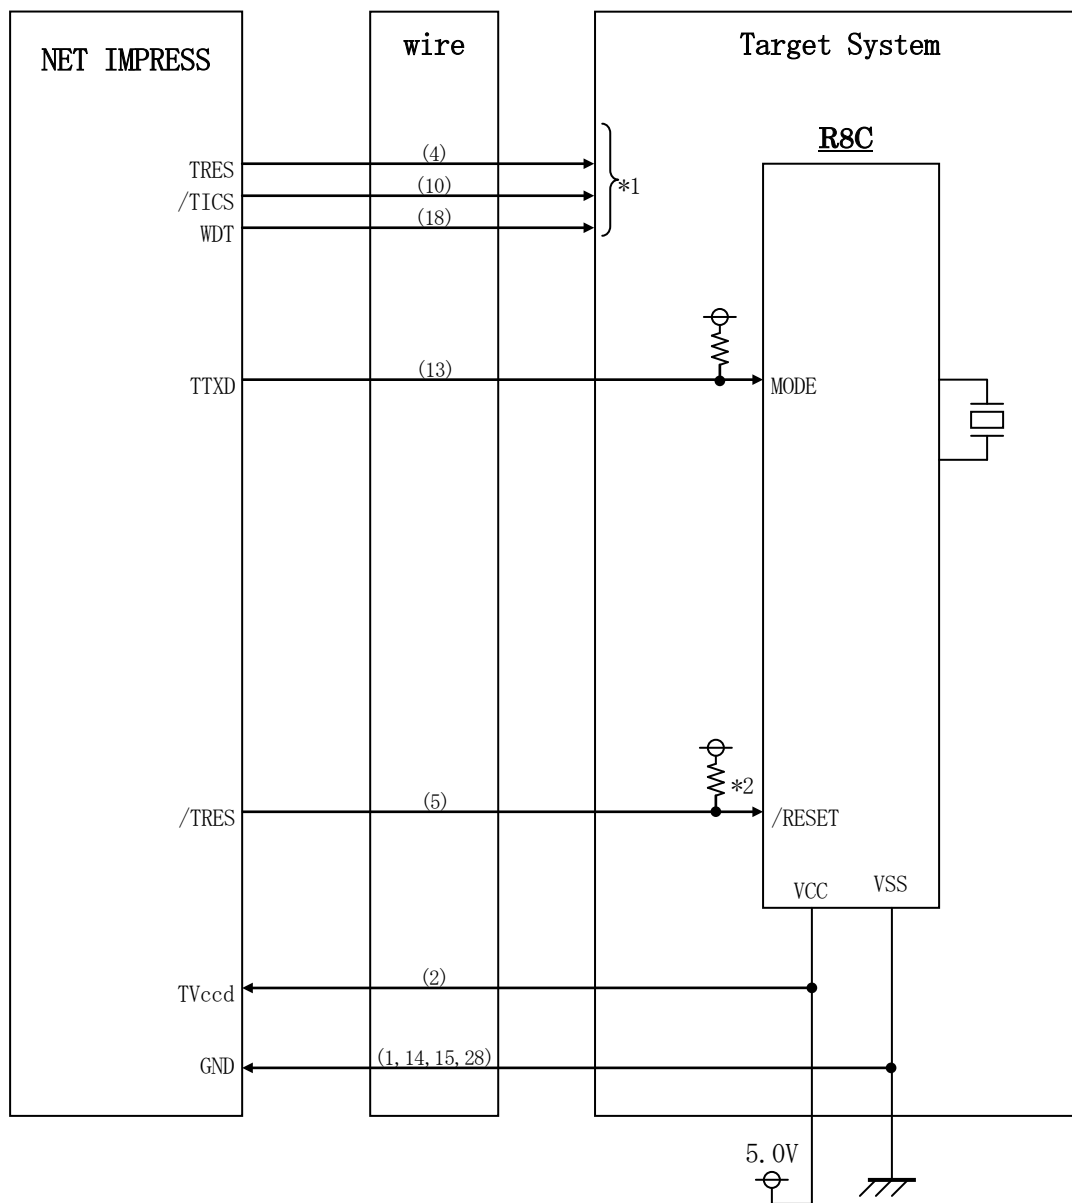 NET IMPRESS
wire
Target System
R8C
TRES
(4)
/TICS
(10)
*1
WDT
(18)
TTXD
(13)
MODE
*2
/TRES
(5)
/RESET
VCC
VSS
TVccd
(2)
GND
(1, 14, 15, 28)
5.0V